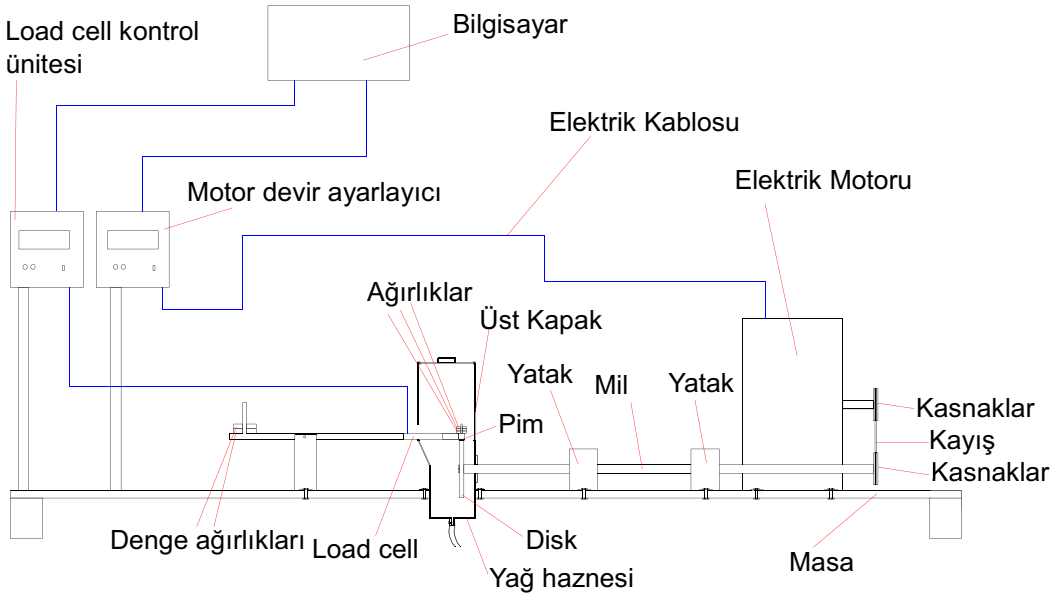 Load cell kontrol
ünitesi
Bilgisayar
Elektrik Kablosu
Motor devir ayarlayıcı
Elektrik Motoru
Ağırlıklar
Üst Kapak
Yatak
Mil
Yatak
Kasnaklar
Pim
Kayış
Kasnaklar
Denge ağırlıkları
Load cell
Disk
Masa
Yağ haznesi